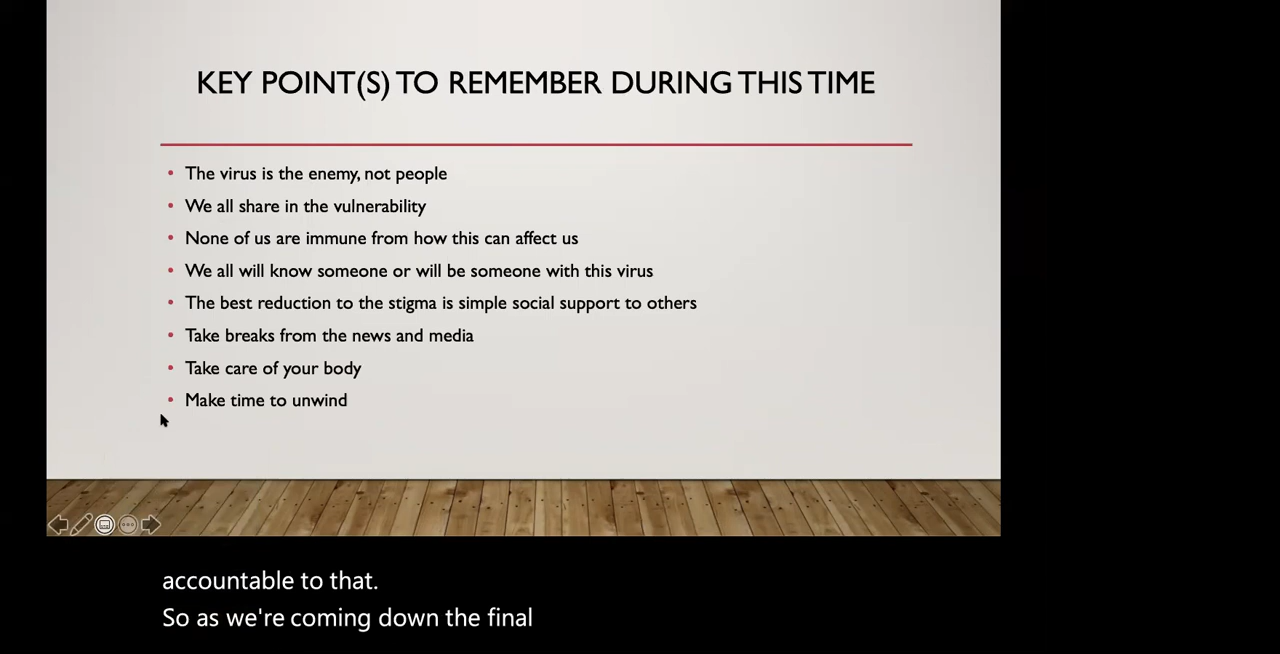 KEY POINT(S) TO REMEMBER DURING THIS TIME
• The virus is the enemy, not people
• We all share in the vulnerability
• None of us are immune from how this can affect us
• We all will know someone or will be someone with this virus
• The best reduction to the stigma is simple social support to others
• Take breaks from the news and media
• Take care of your body
• Make time to unwind
accountable to that.
So as we're coming down the final